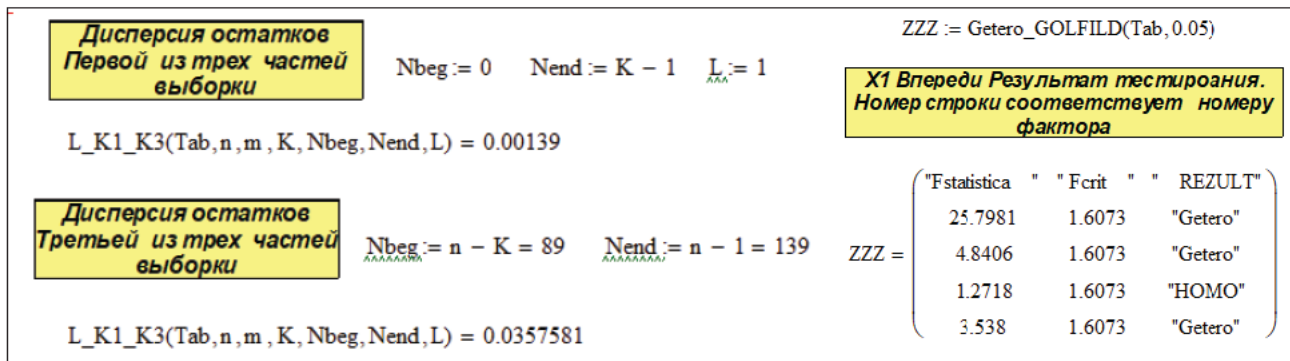 Дисперсия остатков
Первой из трех частей
выборки
Nbeg := 0 Nend := K − 1 L := 1
L_K1_K3(Tab,n,m,K,Nbeg,Nend,L) = 0.00139
Дисперсия остатков
Третьей из трех частей
выборки
Nbeg := n − K = 89 Nend := n − 1 = 139
L_K1_K3(Tab,n,m,K,Nbeg,Nend,L) = 0.0357581
ZZZ := Getero_GOLFILD(Tab,0.05)
X1 Впереди Результат тестироания.
Номер строки соответствует номеру
фактора
ZZZ =
"Fstatistica " " Fcrit " " REZULT"
25.7981 1.6073 "Getero"
4.8406 1.6073 "Getero"
1.2718 1.6073 "HOMO"
3.538 1.6073 "Getero"